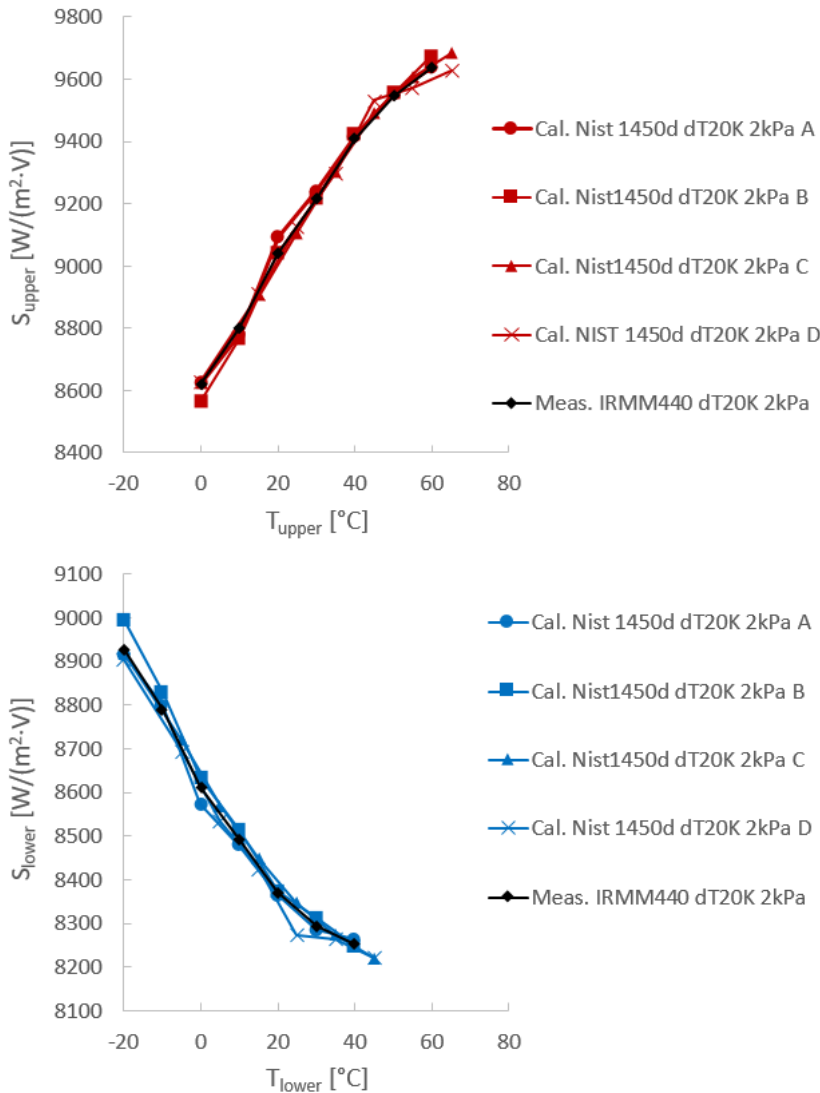 9800
9600
9400
9200
9000
8800
8600
8400
S_upper [W/(m²·V)]
-20 0 20 40 60 80
T_upper [°C]
Cal. Nist 1450d dT20K 2kPa A
Cal. Nist1450d dT20K 2kPa B
Cal. Nist1450d dT20K 2kPa C
Cal. NIST 1450d dT20K 2kPa D
Meas. IRMM440 dT20K 2kPa
9100
9000
8900
8800
8700
8600
8500
8400
8300
8200
8100
S_lower [W/(m²·V)]
-20 0 20 40 60 80
T_lower [°C]
Cal. Nist 1450d dT20K 2kPa A
Cal. Nist1450d dT20K 2kPa B
Cal. Nist1450d dT20K 2kPa C
Cal. Nist 1450d dT20K 2kPa D
Meas. IRMM440 dT20K 2kPa